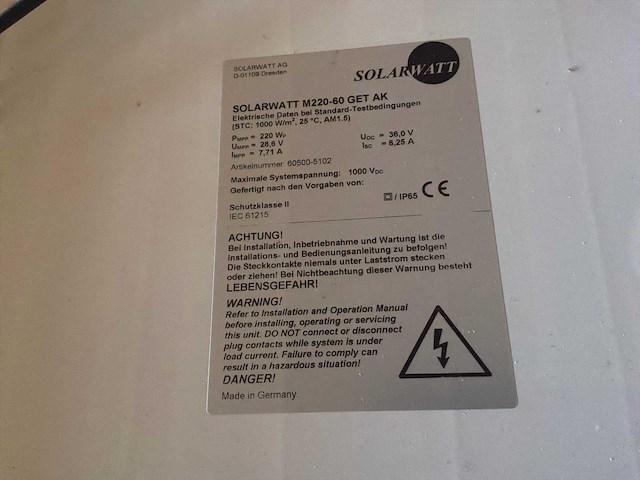 SOLARWATT AG
D-01109 Dresden
SOLARWATT
SOLARWATT M220-60 GET AK
Elektrische Daten bei Standard-Testbedingungen
(STC: 1000 W/m², 25 °C, AM1.5)
PMPP = 220 WP
UMPP = 28,6 V
IMPP = 7,71 A
UOC = 36,0 V
ISC = 8,25 A
Artikelnummer: 60500-5102
Maximale Systemspannung: 1000 VDC
Gefertigt nach den Vorgaben von:
/ IP65 CE
Schutzklasse II
IEC 61215
ACHTUNG!
Bei Installation, Inbetriebnahme und Wartung ist die
Installations- und Bedienungsanleitung zu befolgen!
Die Steckkontakte niemals unter Laststrom stecken
oder ziehen! Bei Nichtbeachtung dieser Warnung besteht
LEBENSGEFAHR!
WARNING!
Refer to Installation and Operation Manual
before installing, operating or servicing
this unit. DO NOT connect or disconnect
plug contacts while system is under
load current. Failure to comply can
result in a hazardous situation!
DANGER!
Made in Germany